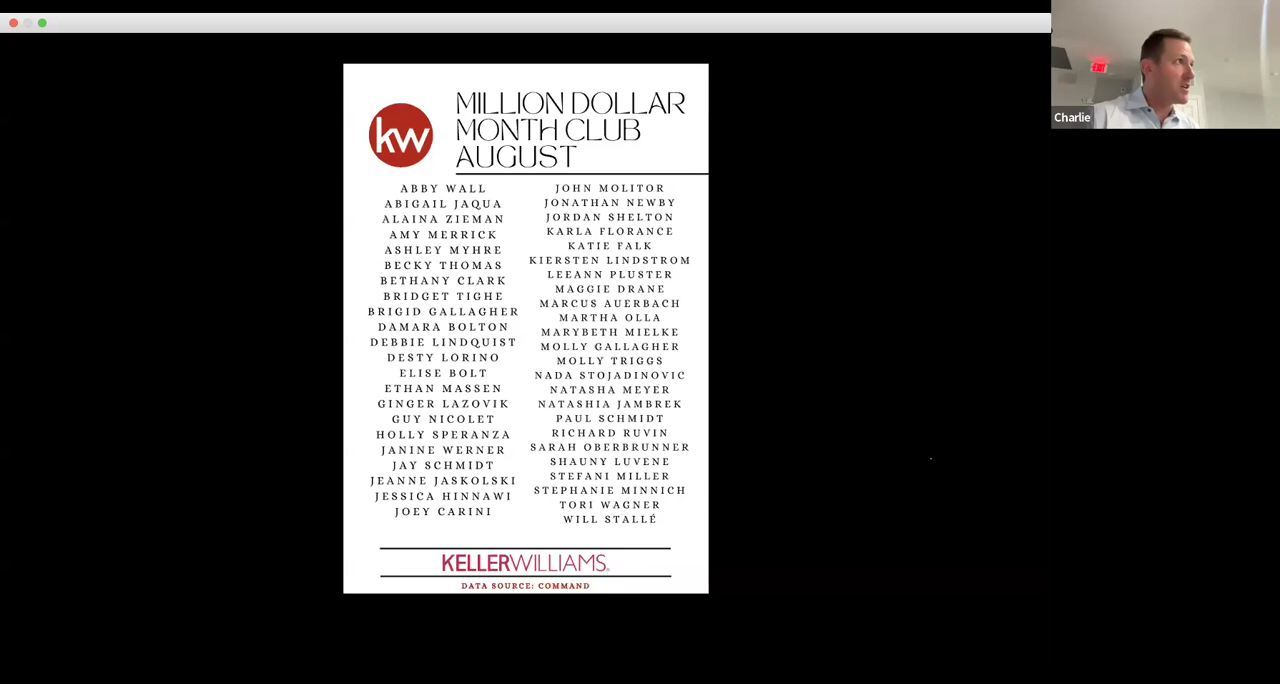 kw
MILLION DOLLAR
MONTH CLUB
AUGUST
ABBY WALL
ABIGAIL JAQUA
ALAINA ZIEMAN
AMY MERRICK
ASHLEY MYHRE
BECKY THOMAS
BETHANY CLARK
BRIDGET TIGHE
BRIGID GALLAGHER
DAMARA BOLTON
DEBBIE LINDQUIST
DESTY LORINO
ELISE BOLT
ETHAN MASSEN
GINGER LAZOVIK
GUY NICOLET
HOLLY SPERANZA
JANINE WERNER
JAY SCHMIDT
JEANNE JASKOLSKI
JESSICA HINNAWI
JOEY CARINI
JOHN MOLITOR
JONATHAN NEWBY
JORDAN SHELTON
KARLA FLORANCE
KATIE FALK
KIERSTEN LINDSTROM
LEEANN PLUSTER
MAGGIE DRANE
MARCUS AUERBACH
MARTHA OLLA
MARYBETH MIELKE
MOLLY GALLAGHER
MOLLY TRIGGS
NADA STOJADINOVIC
NATASHA MEYER
NATASHIA JAMBREK
PAUL SCHMIDT
RICHARD RUVIN
SARAH OBERBRUNNER
SHAUNY LUVENE
STEFANI MILLER
STEPHANIE MINNICH
TORI WAGNER
WILL STALLÉ
KELLERWILLIAMS®
DATA SOURCE: COMMAND
EXIT
Charlie